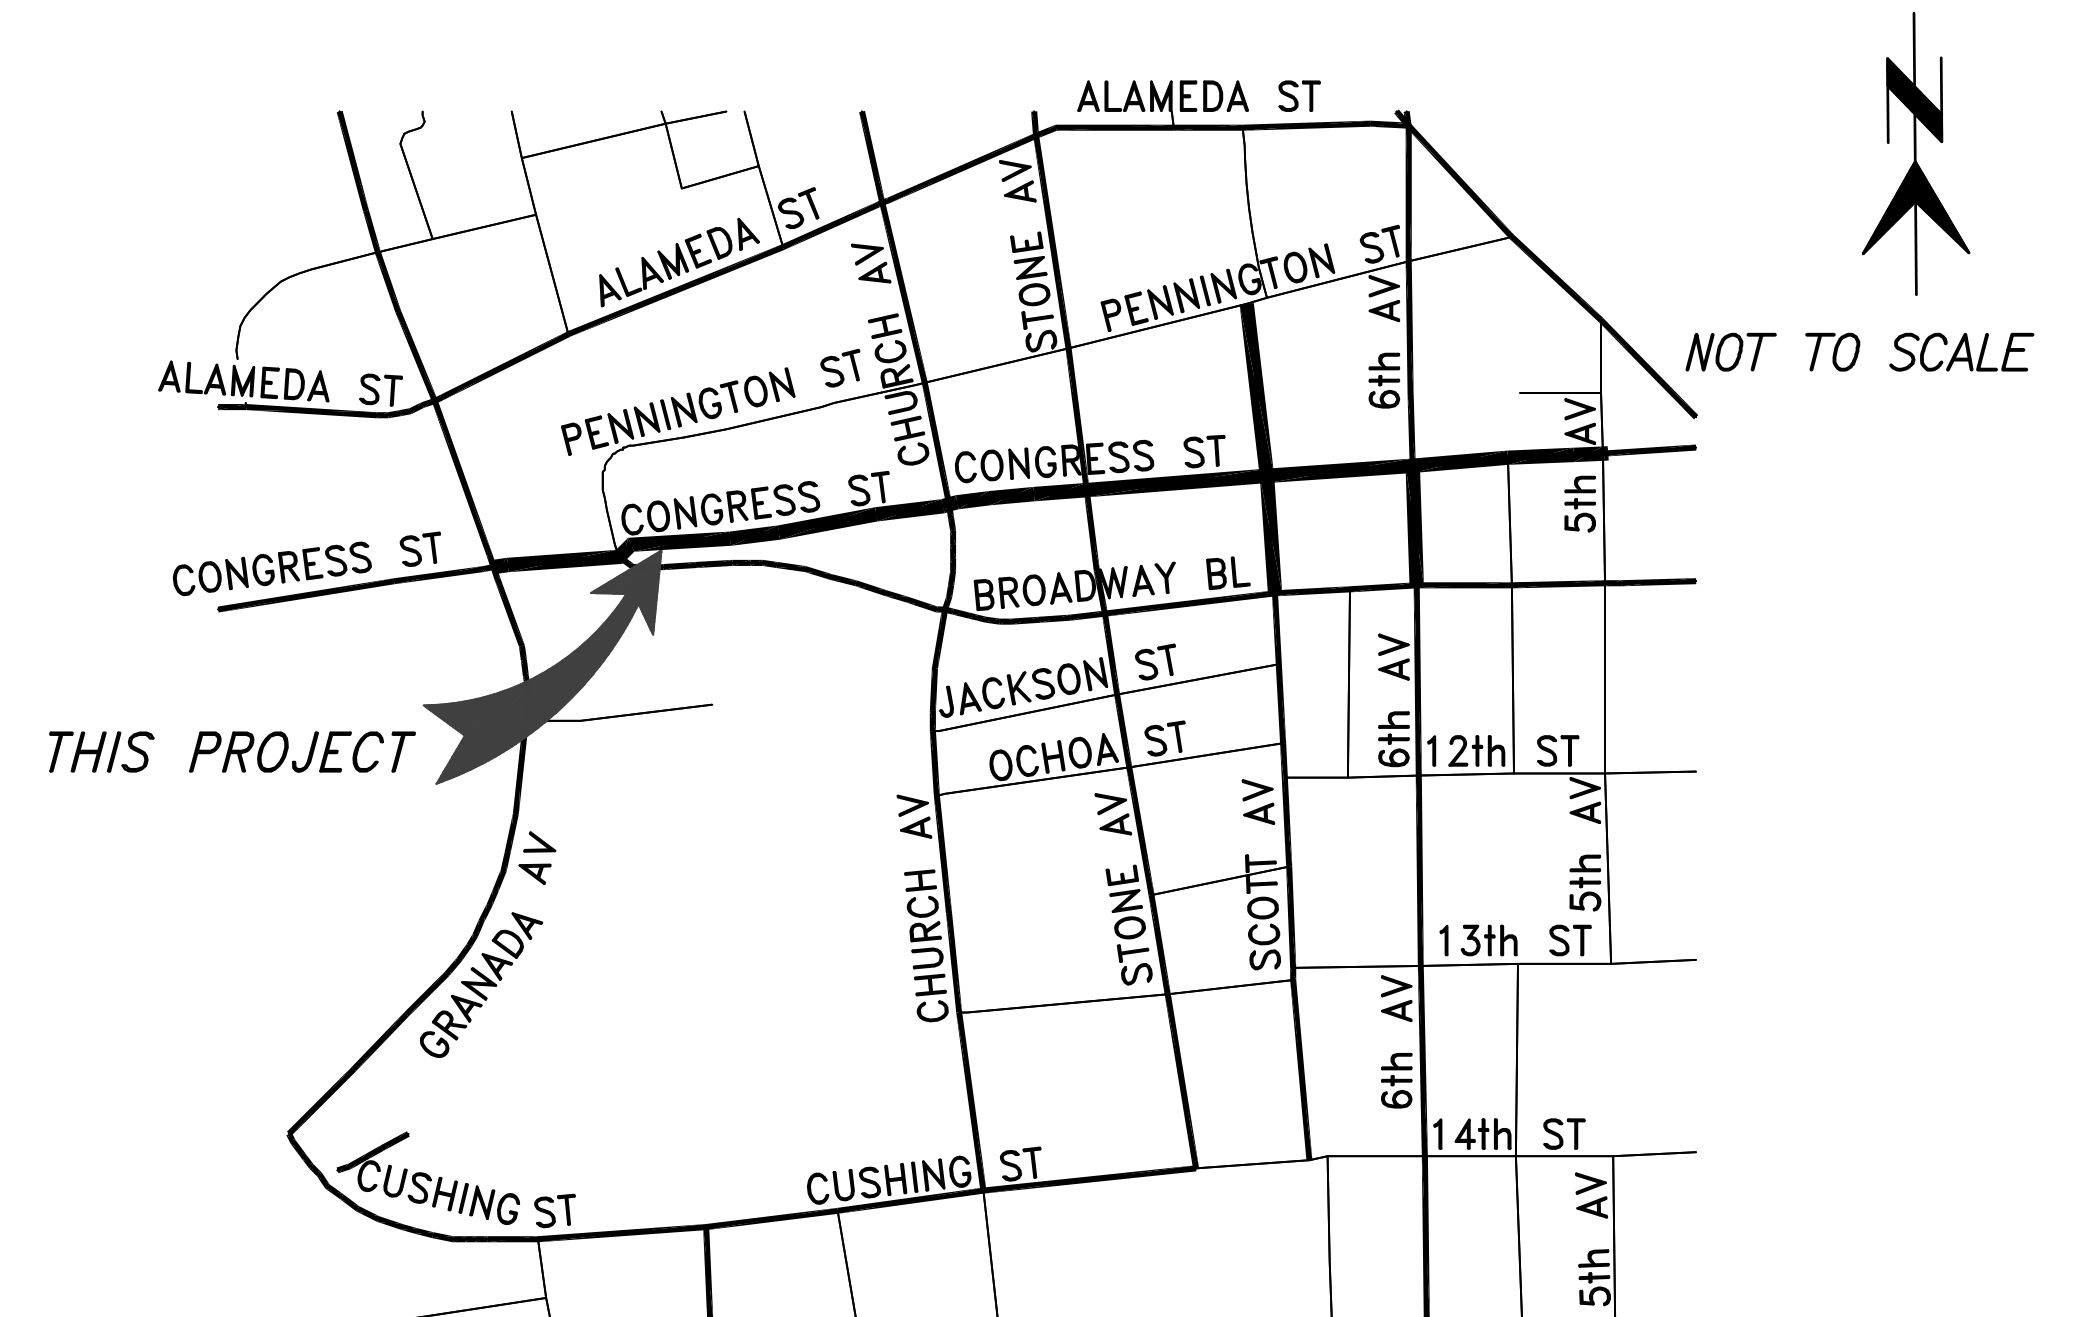 ALAMEDA ST
N
STONE AV
ALAMEDA ST
CHURCH AV
PENNINGTON ST
6th AV
NOT TO SCALE
ALAMEDA ST
PENNINGTON ST
5th AV
CONGRESS ST
CONGRESS ST
CONGRESS ST
BROADWAY BL
JACKSON ST
6th AV
THIS PROJECT
OCHOA ST
12th ST
GRANADA AV
CHURCH AV
STONE AV
SCOTT AV
5th AV
13th ST
6th AV
14th ST
CUSHING ST
CUSHING ST
5th AV